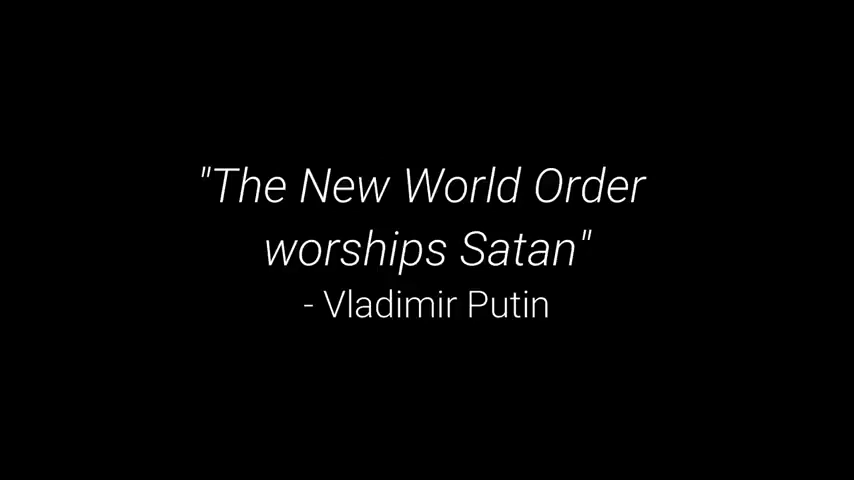 "The New World Order
worships Satan"
- Vladimir Putin